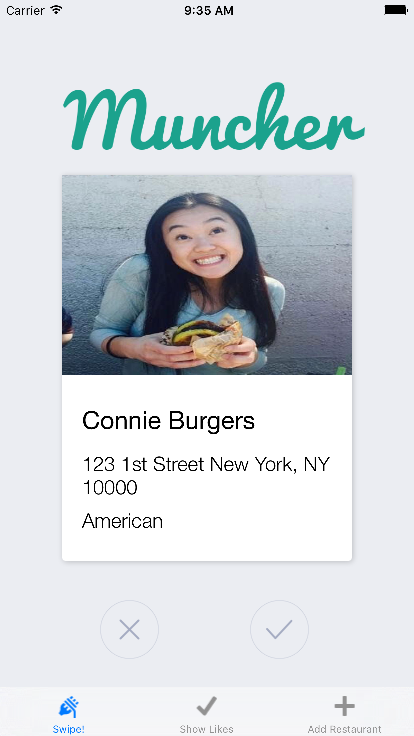 Carrier 9:35 AM
Muncher
Connie Burgers
123 1st Street New York, NY
10000
American
Swipe! Show Likes Add Restaurant